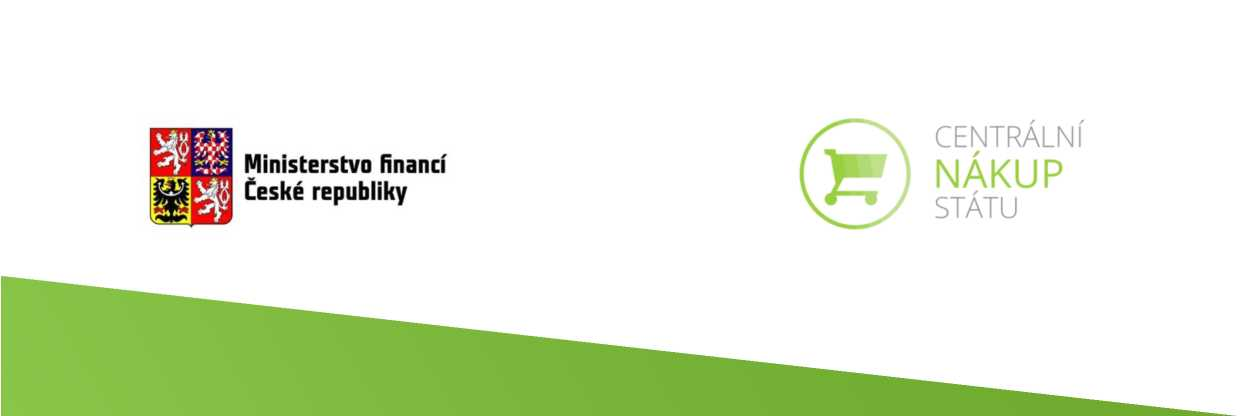 Ministerstvo financí
České republiky
CENTRÁLNÍ
NÁKUP
STÁTU